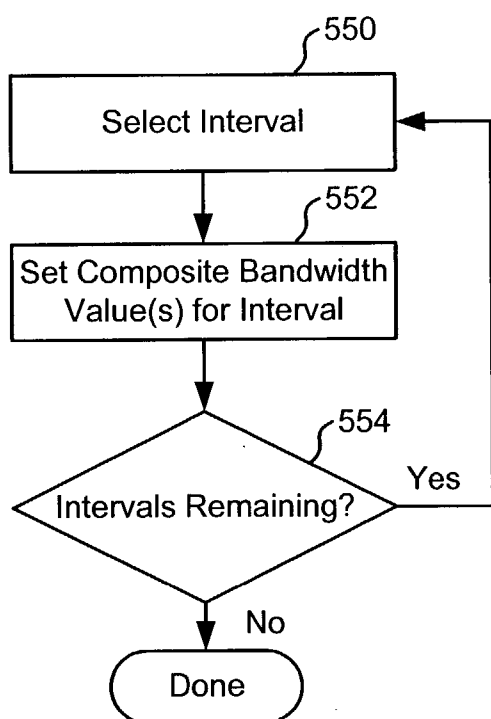 550
Select Interval
552
Set Composite Bandwidth
Value(s) for Interval
554
Intervals Remaining?
Yes
No
Done